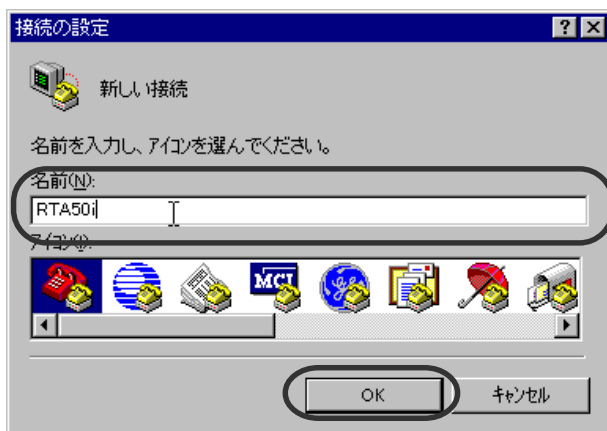 接続の設定
新しい接続
名前を入力し、アイコンを選んでください。
名前(N):
RTA50i
アイコン(I):
MCI
OK
キャンセル